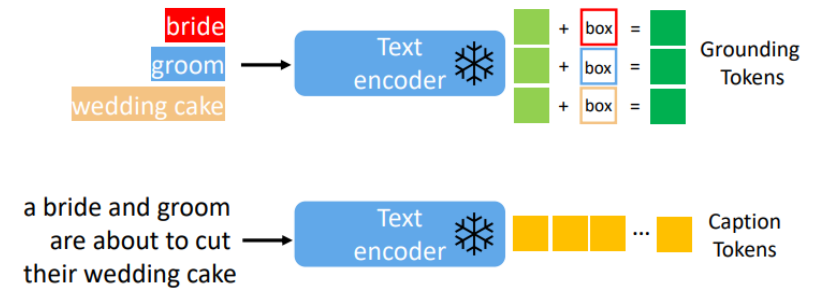 bride
groom
wedding cake
Text
encoder
+ box =
+ box =
+ box =
Grounding
Tokens
a bride and groom
are about to cut
their wedding cake
Text
encoder
...
Caption
Tokens